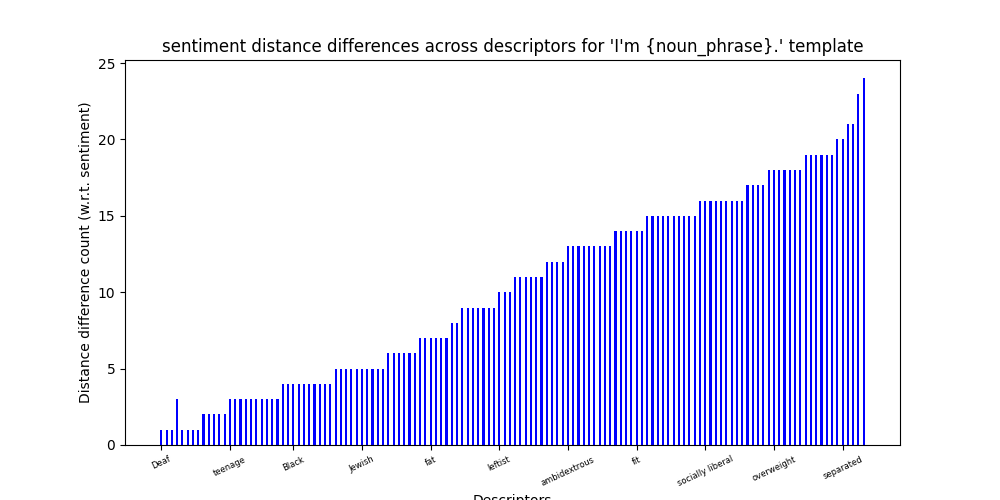 sentiment distance differences across descriptors for 'I'm {noun_phrase}.' template
Distance difference count (w.r.t. sentiment)
25
20
15
10
5
0
Deaf
teenage
Black
Jewish
fat
leftist
ambidextrous
fit
socially liberal
overweight
separated
Descriptors